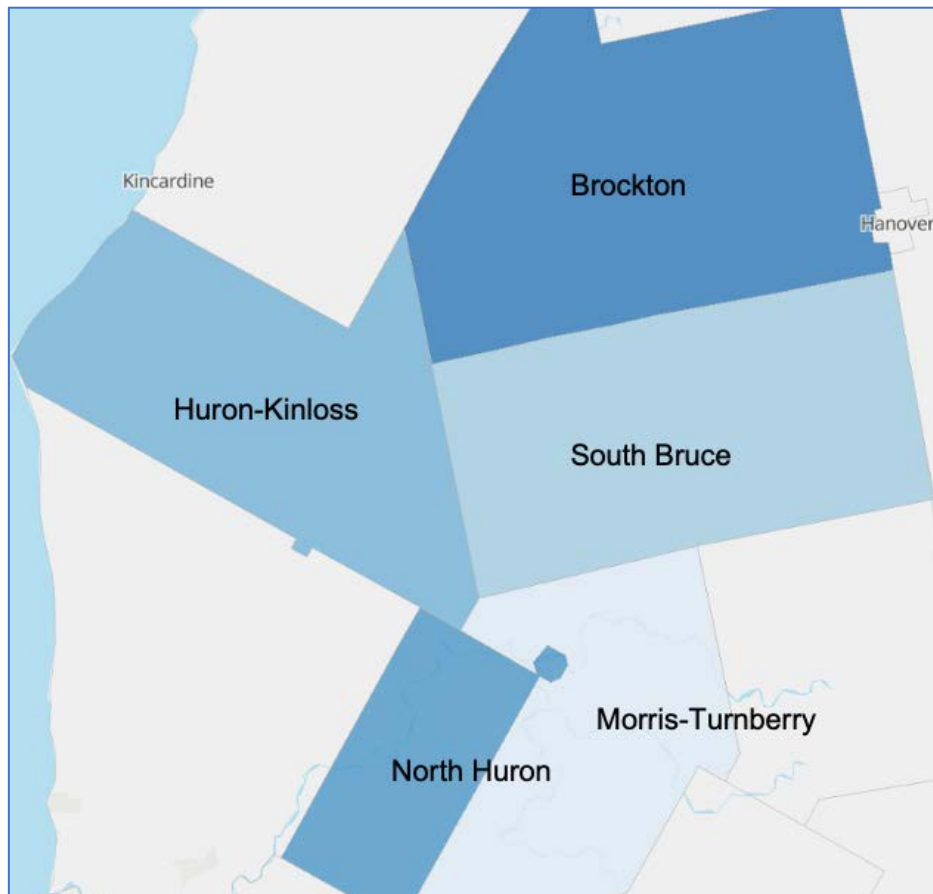 Kincardine
Brockton
Hanover
Huron-Kinloss
South Bruce
Morris-Turnberry
North Huron